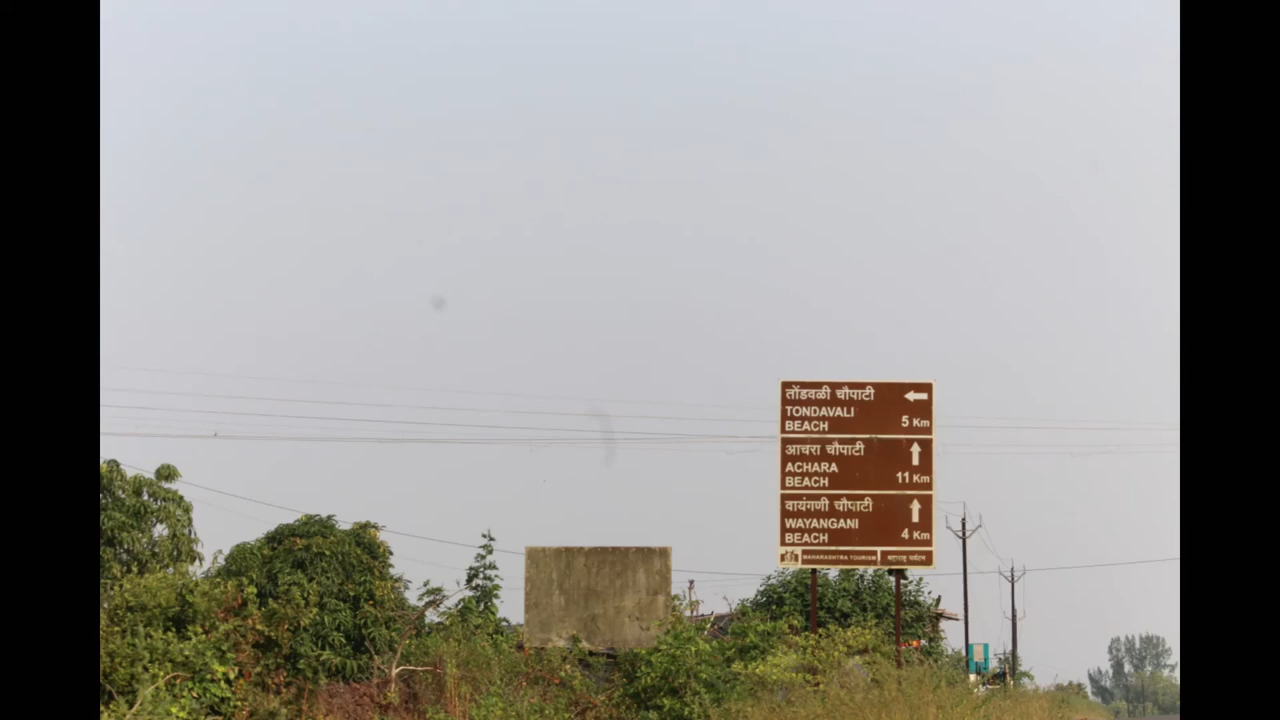 तोंडवळी चौपाटी
TONDAVALI
BEACH 5 Km
आचरा चौपाटी
ACHARA
BEACH 11 Km
वायंगणी चौपाटी
WAYANGANI
BEACH 4 Km
MAHARASHTRA TOURISM महाराष्ट्र पर्यटन